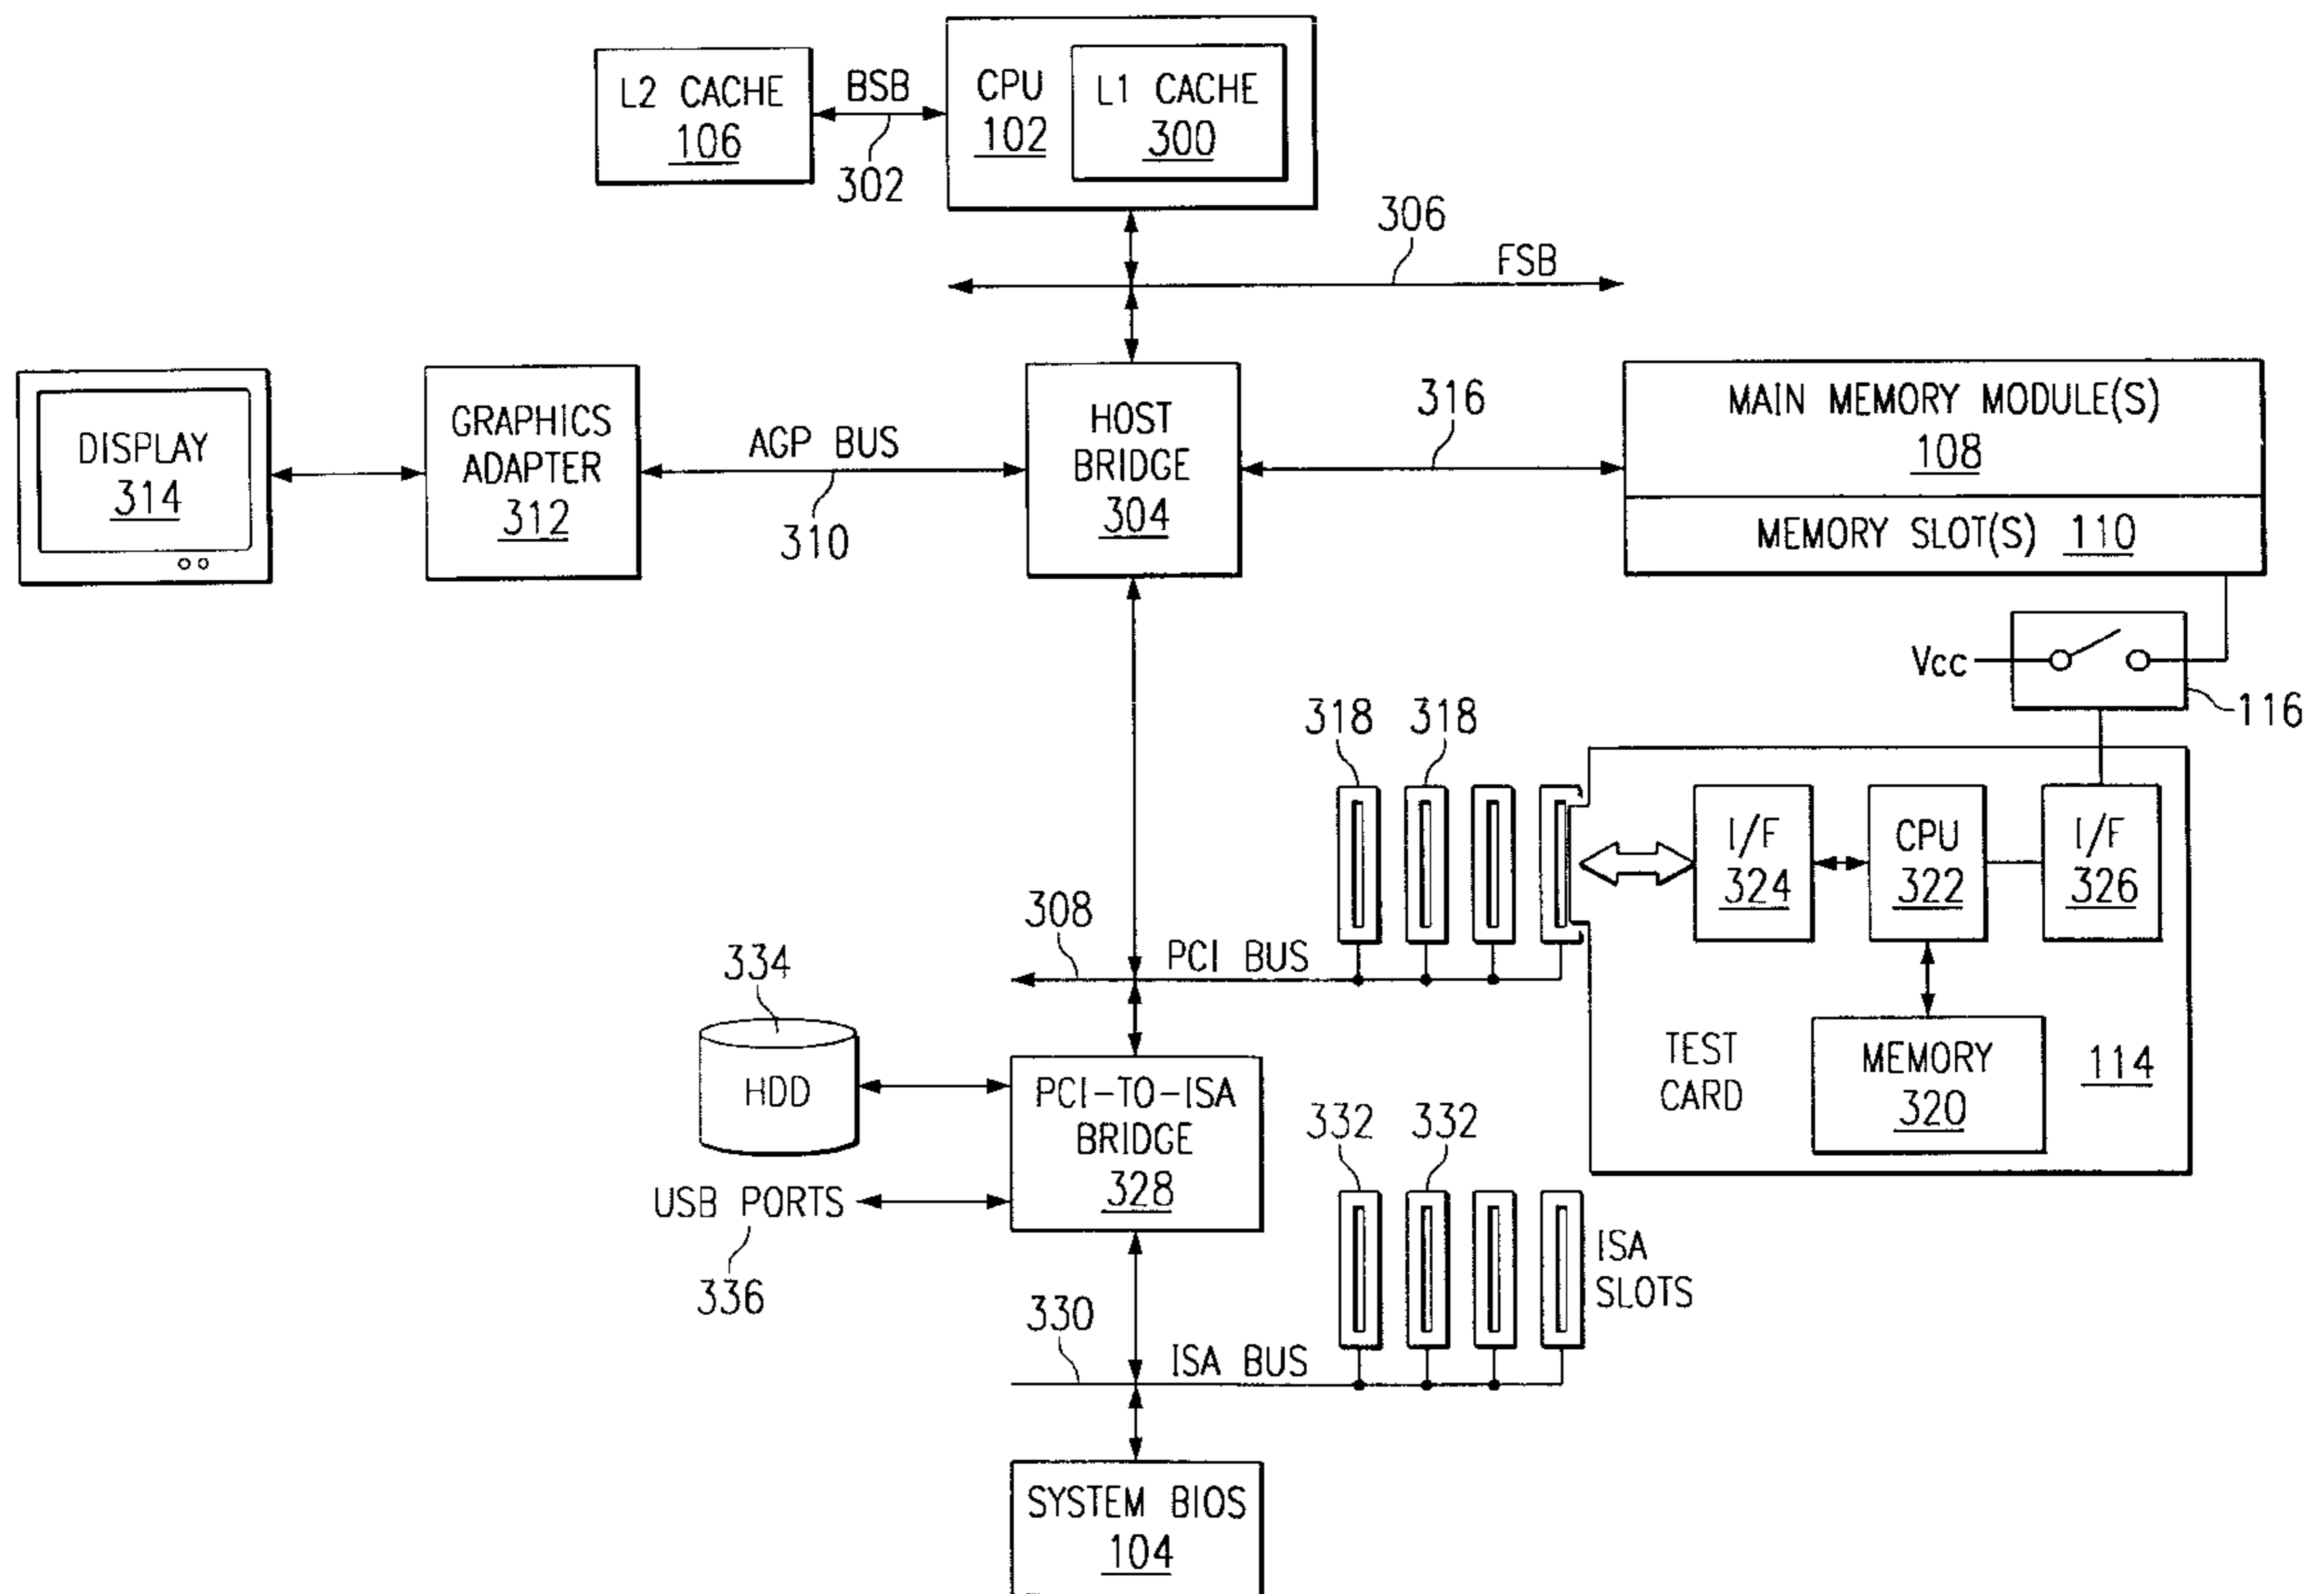 L2 CACHE
106
BSB
302
CPU
102
L1 CACHE
300
306
FSB
DISPLAY
314
GRAPHICS
ADAPTER
312
AGP BUS
310
HOST
BRIDGE
304
316
MAIN MEMORY MODULE(S)
108
MEMORY SLOT(S) 110
Vcc
116
318
318
I/F
324
CPU
322
I/F
326
TEST
CARD
MEMORY
320
114
308
PCI BUS
334
HDD
PCI-TO-ISA
BRIDGE
328
USB PORTS
336
332
332
ISA
SLOTS
330
ISA BUS
SYSTEM BIOS
104